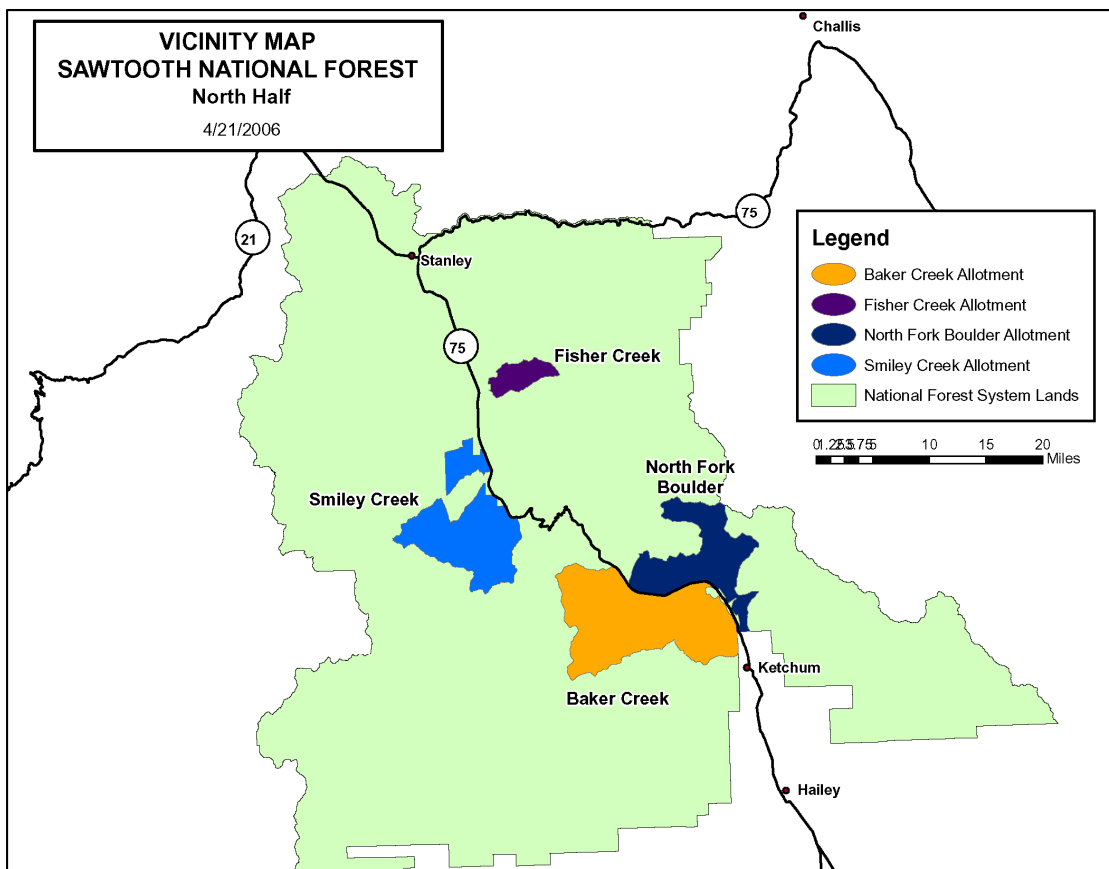 VICINITY MAP
SAWTOOTH NATIONAL FOREST
North Half
4/21/2006
Challis
21
75
Stanley
75
Legend
Baker Creek Allotment
Fisher Creek Allotment
North Fork Boulder Allotment
Smiley Creek Allotment
National Forest System Lands
Fisher Creek
10
15
20
Miles
North Fork
Boulder
Smiley Creek
Ketchum
Baker Creek
Hailey